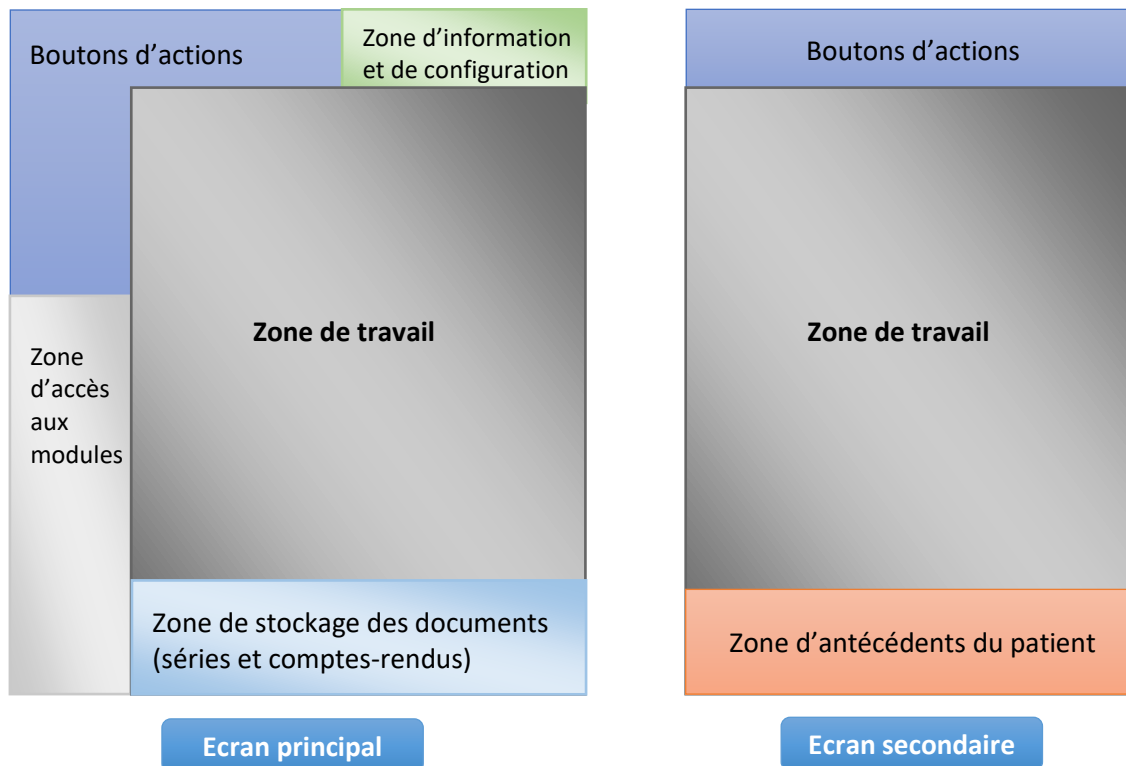 Boutons d’actions
Zone d’information
et de configuration
Zone de travail
Zone
d’accès
aux
modules
Zone de stockage des documents
(séries et comptes-rendus)
Ecran principal
Boutons d’actions
Zone de travail
Zone d’antécédents du patient
Ecran secondaire